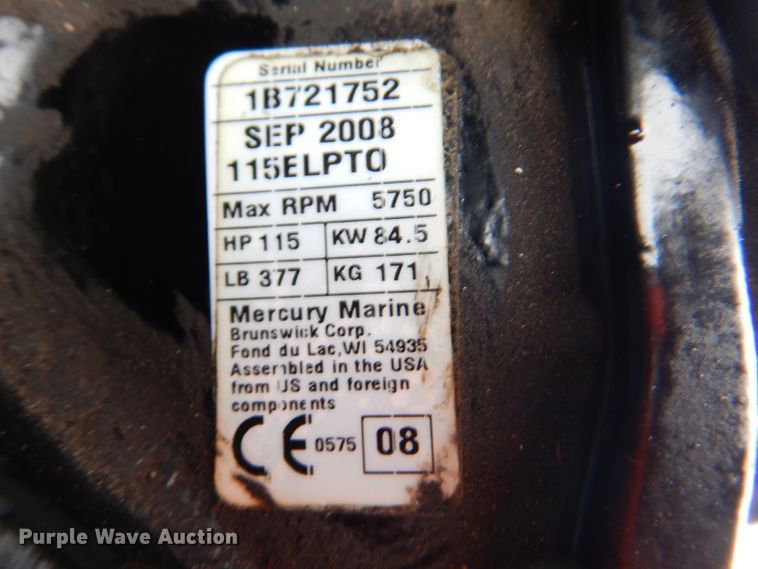 Serial Number
1B721752
SEP 2008
115ELPTO
Max RPM 5750
HP 115 KW 84.5
LB 377 KG 171
Mercury Marine
Brunswick Corp.
Fond du Lac, WI 54935
Assembled in the USA
from US and foreign
components
CE 0575 08
Purple Wave Auction